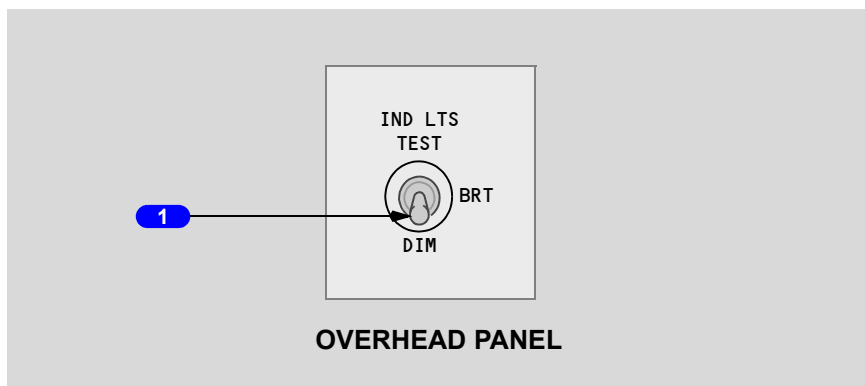 IND LTS
TEST
BRT
1
DIM
OVERHEAD PANEL